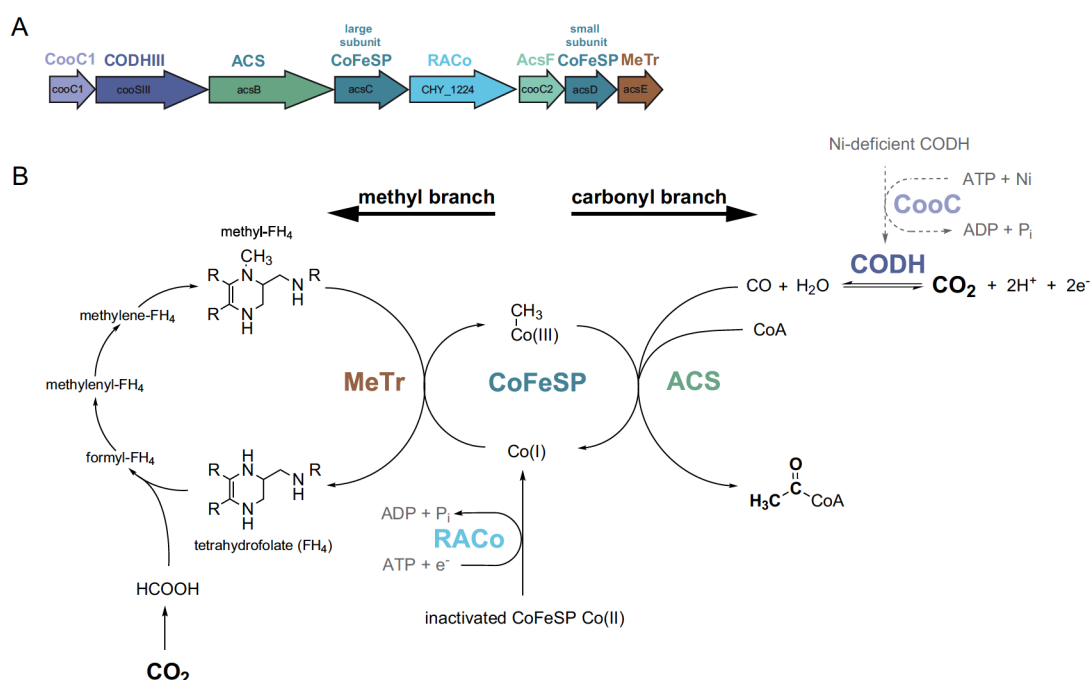 A
large
subunit
small
subunit
CooC1 CODHIII ACS CoFeSP RACo AcsF CoFeSP MeTr
cooC1 cooSIII acsB acsC CHY_1224 cooC2 acsD acsE
B
methyl branch
carbonyl branch
Ni-deficient CODH
ATP + Ni
CooC
ADP + Pi
CODH
CO + H2O
CO2 + 2H+ + 2e-
CoA
methyl-FH4
CH3
R N R
R N N
H H
methylene-FH4
methylenyl-FH4
formyl-FH4
MeTr
CH3
Co(III)
CoFeSP
ACS
Co(I)
H
R N R
R N N
H H
tetrahydrofolate (FH4)
ADP + Pi
RACo
ATP + e-
O
H3C C CoA
HCOOH
inactivated CoFeSP Co(II)
CO2